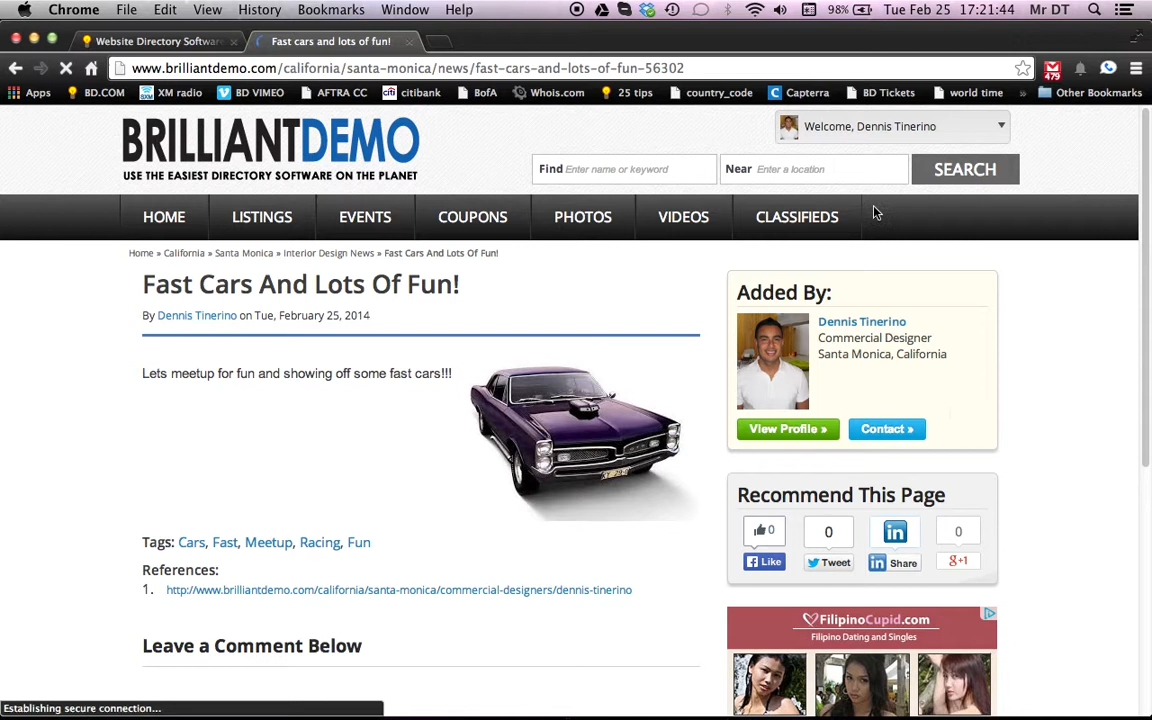 Chrome File Edit View History Bookmarks Window Help 98% Tue Feb 25 17:21:44 Mr DT
Website Directory Softwar Fast cars and lots of fun!
www.brilliantdemo.com/california/santa-monica/news/fast-cars-and-lots-of-fun-56302 479
Apps BD.COM XM radio BD VIMEO AFTRA CC citibank BofA Whois.com 25 tips country_code Capterra BD Tickets world time » Other Bookmarks
BRILLIANTDEMO
USE THE EASIEST DIRECTORY SOFTWARE ON THE PLANET
Welcome, Dennis Tinerino
Find Enter name or keyword Near Enter a location SEARCH
HOME LISTINGS EVENTS COUPONS PHOTOS VIDEOS CLASSIFIEDS
Home » California » Santa Monica » Interior Design News » Fast Cars And Lots Of Fun!
Fast Cars And Lots Of Fun!
By Dennis Tinerino on Tue, February 25, 2014
Lets meetup for fun and showing off some fast cars!!!
Tags: Cars, Fast, Meetup, Racing, Fun
References:
1. http://www.brilliantdemo.com/california/santa-monica/commercial-designers/dennis-tinerino
Leave a Comment Below
Added By:
Dennis Tinerino
Commercial Designer
Santa Monica, California
View Profile » Contact »
Recommend This Page
0 0 in 0
Like Tweet in Share g+1
FilipinoCupid.com
Filipino Dating and Singles
Establishing secure connection...